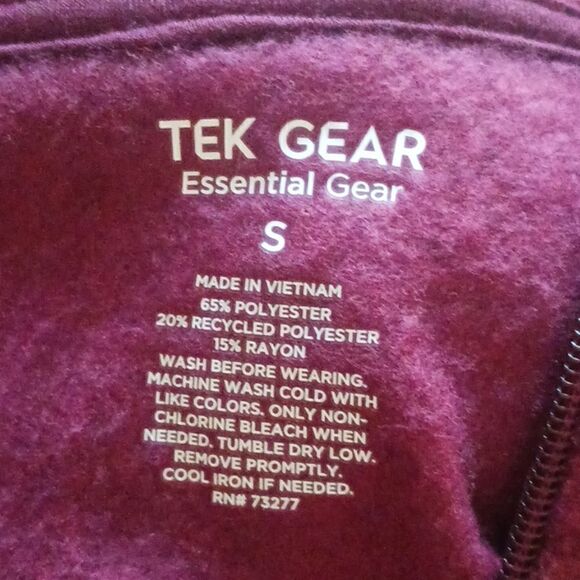 TEK GEAR
Essential Gear
S
MADE IN VIETNAM
65% POLYESTER
20% RECYCLED POLYESTER
15% RAYON
WASH BEFORE WEARING.
MACHINE WASH COLD WITH
LIKE COLORS. ONLY NON-
CHLORINE BLEACH WHEN
NEEDED. TUMBLE DRY LOW.
REMOVE PROMPTLY.
COOL IRON IF NEEDED.
RN# 73277